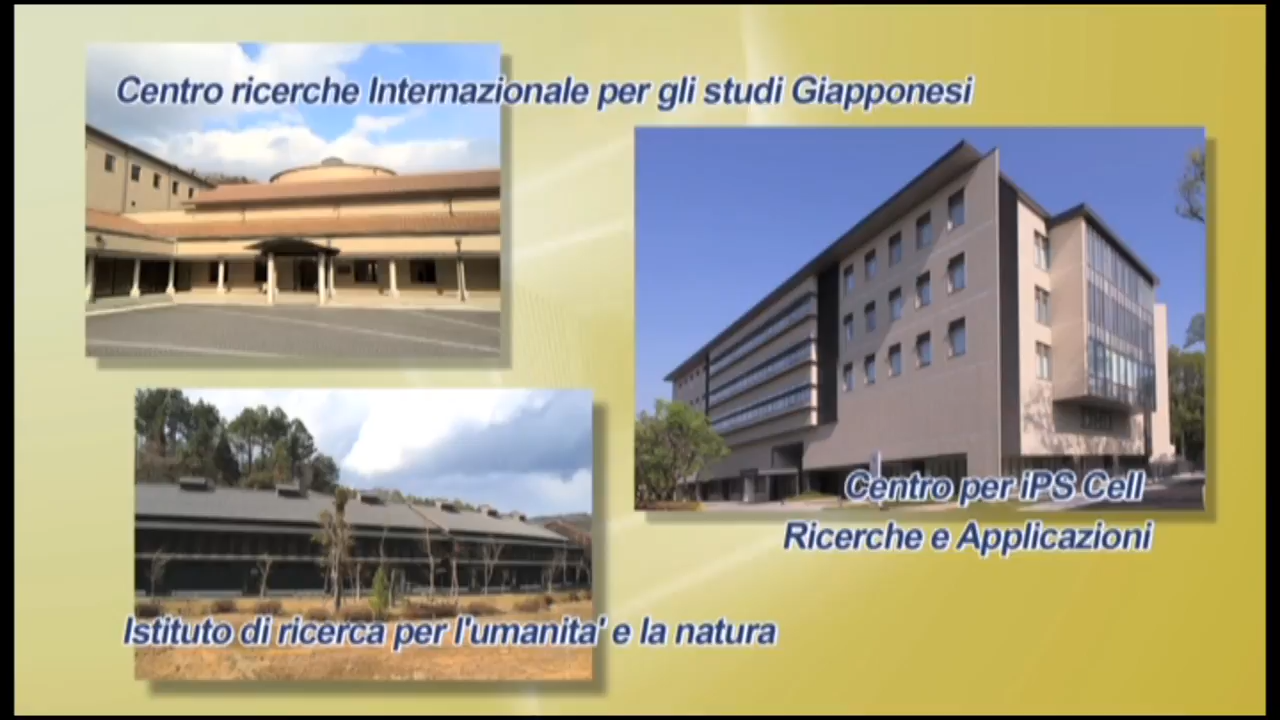 Centro ricerche Internazionale per gli studi Giapponesi
Centro per iPS Cell
Ricerche e Applicazioni
Istituto di ricerca per l'umanita' e la natura